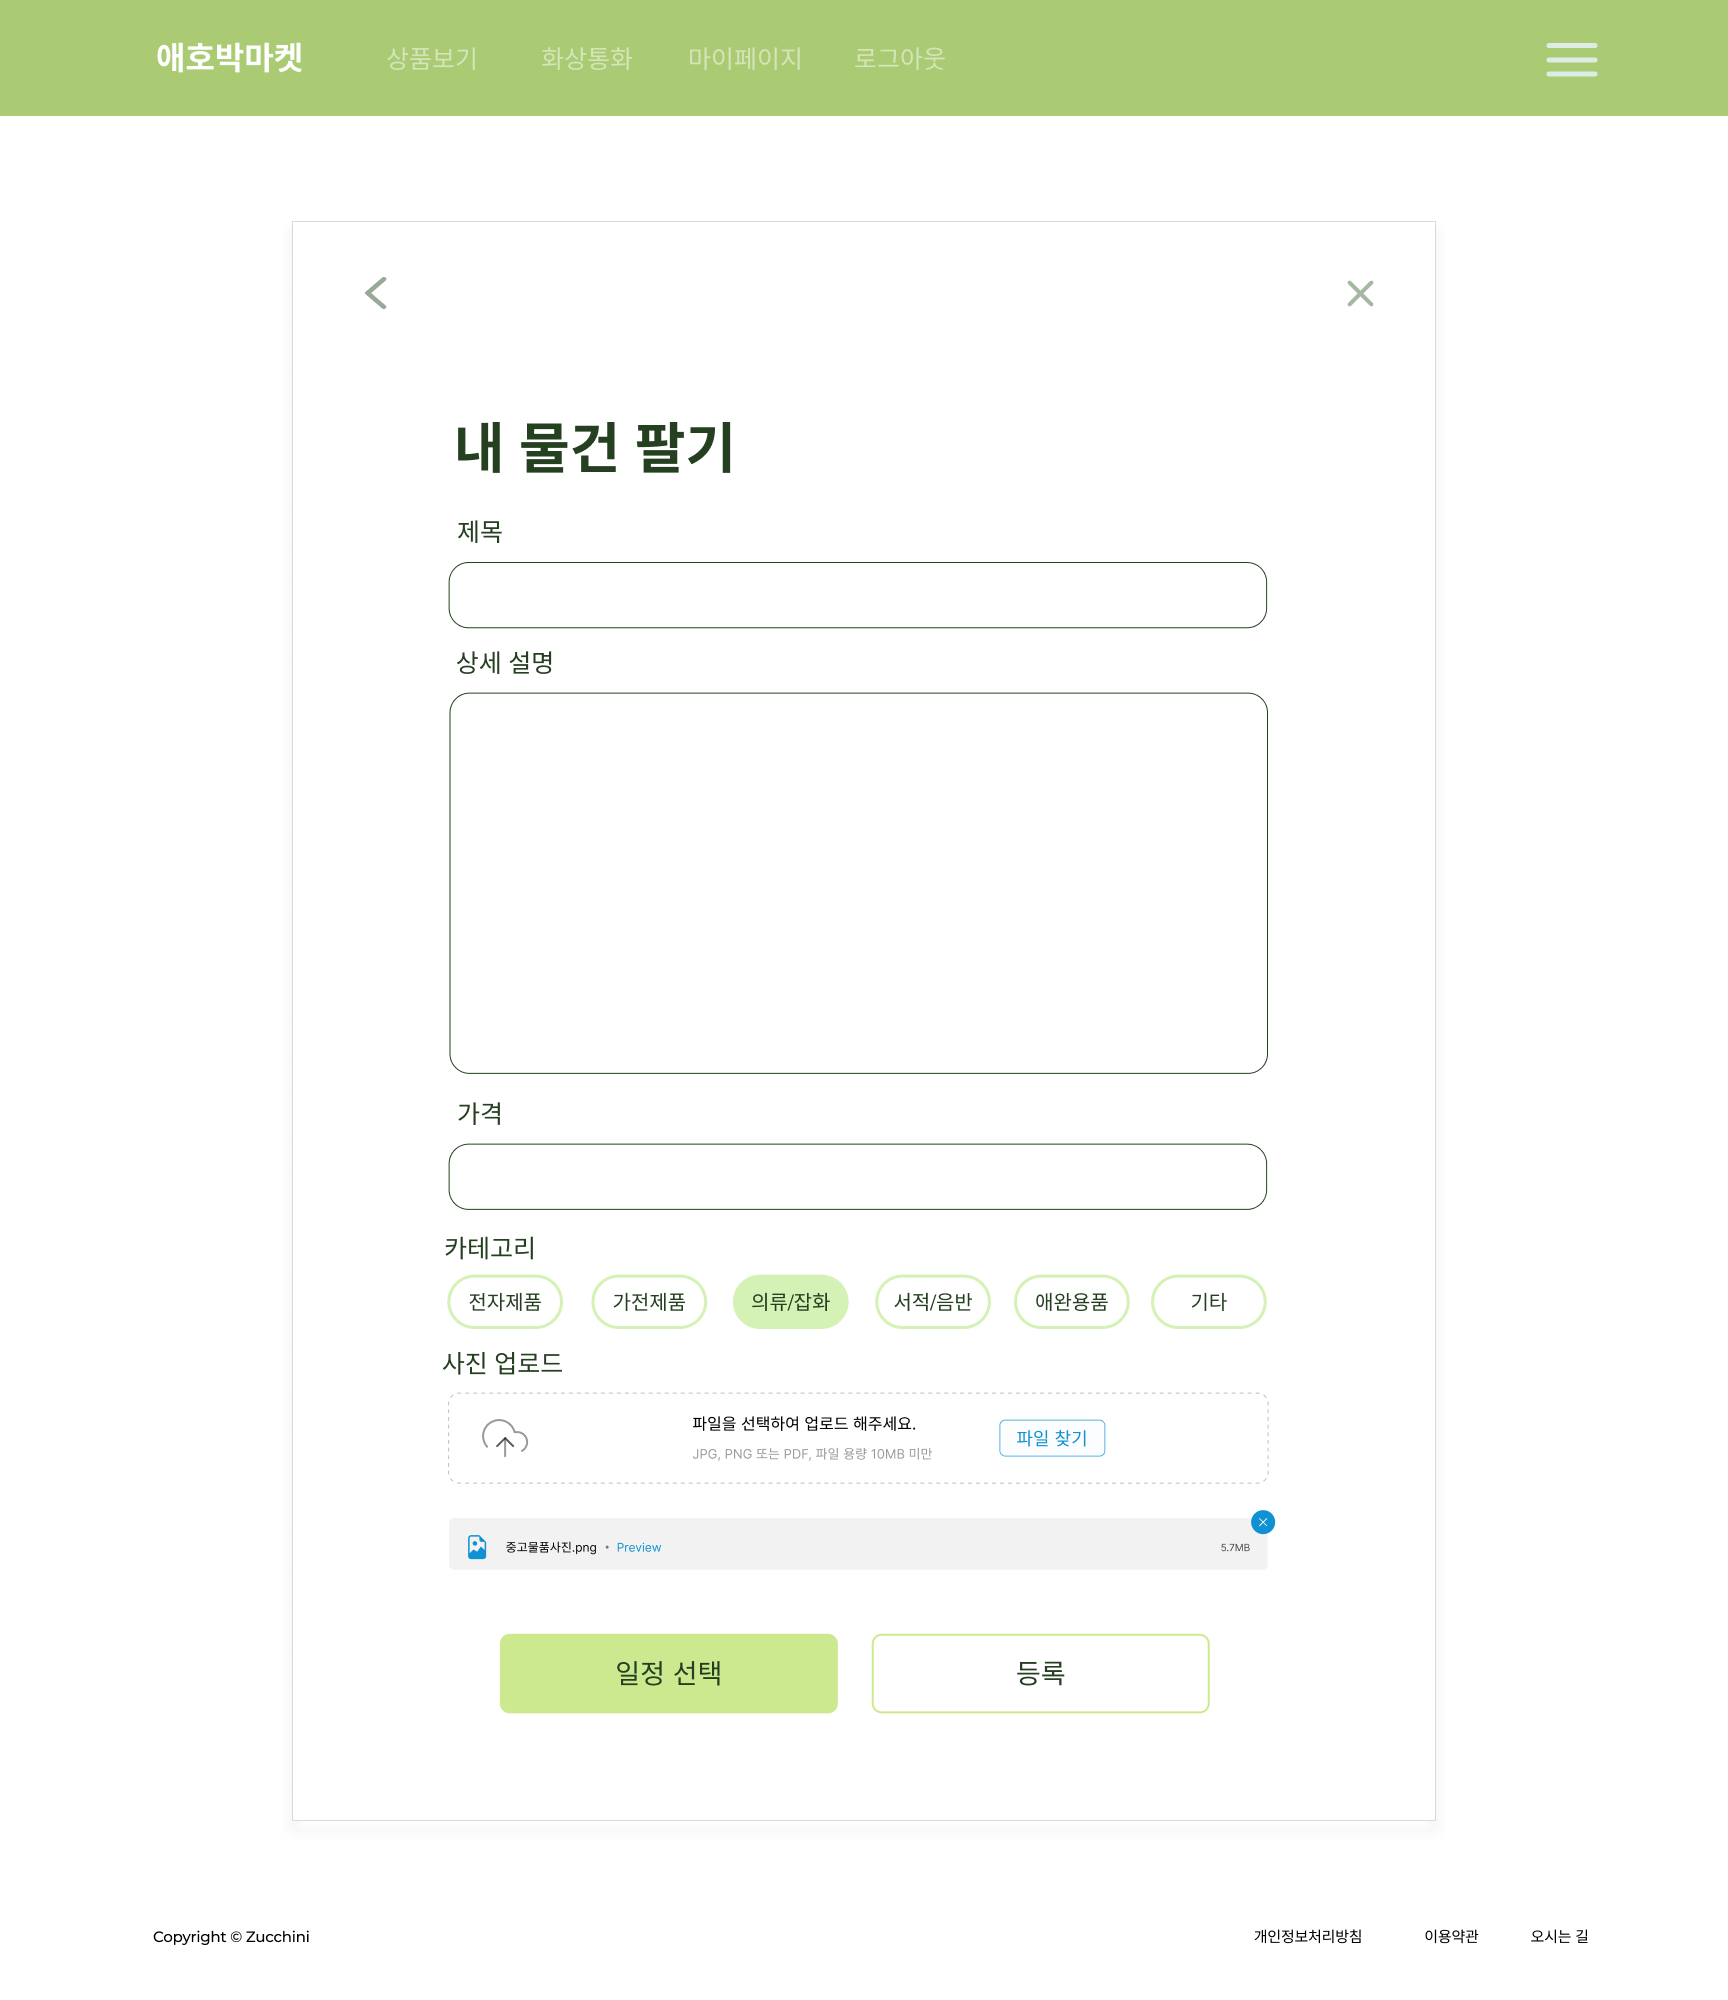 애호박마켓 상품보기 화상통화 마이페이지 로그아웃
내 물건 팔기
제목
상세 설명
가격
카테고리
전자제품 가전제품 의류/잡화 서적/음반 애완용품 기타
사진 업로드
파일을 선택하여 업로드 해주세요.
JPG, PNG 또는 PDF, 파일 용량 10MB 미만
파일 찾기
중고물품사진.png • Preview 5.7MB
일정 선택 등록
Copyright © Zucchini 개인정보처리방침 이용약관 오시는 길